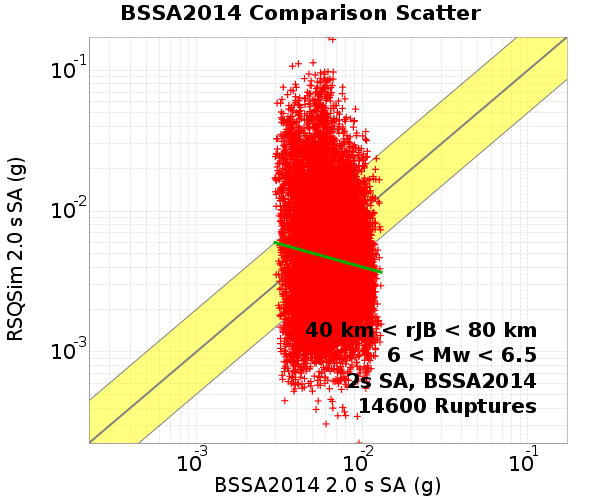 BSSA2014 Comparison Scatter
RSQSim 2.0 s SA (g)
10-1
10-2
10-3
40 km < rJB < 80 km
6 < Mw < 6.5
2s SA, BSSA2014
14600 Ruptures
10-3
10-2
10-1
BSSA2014 2.0 s SA (g)